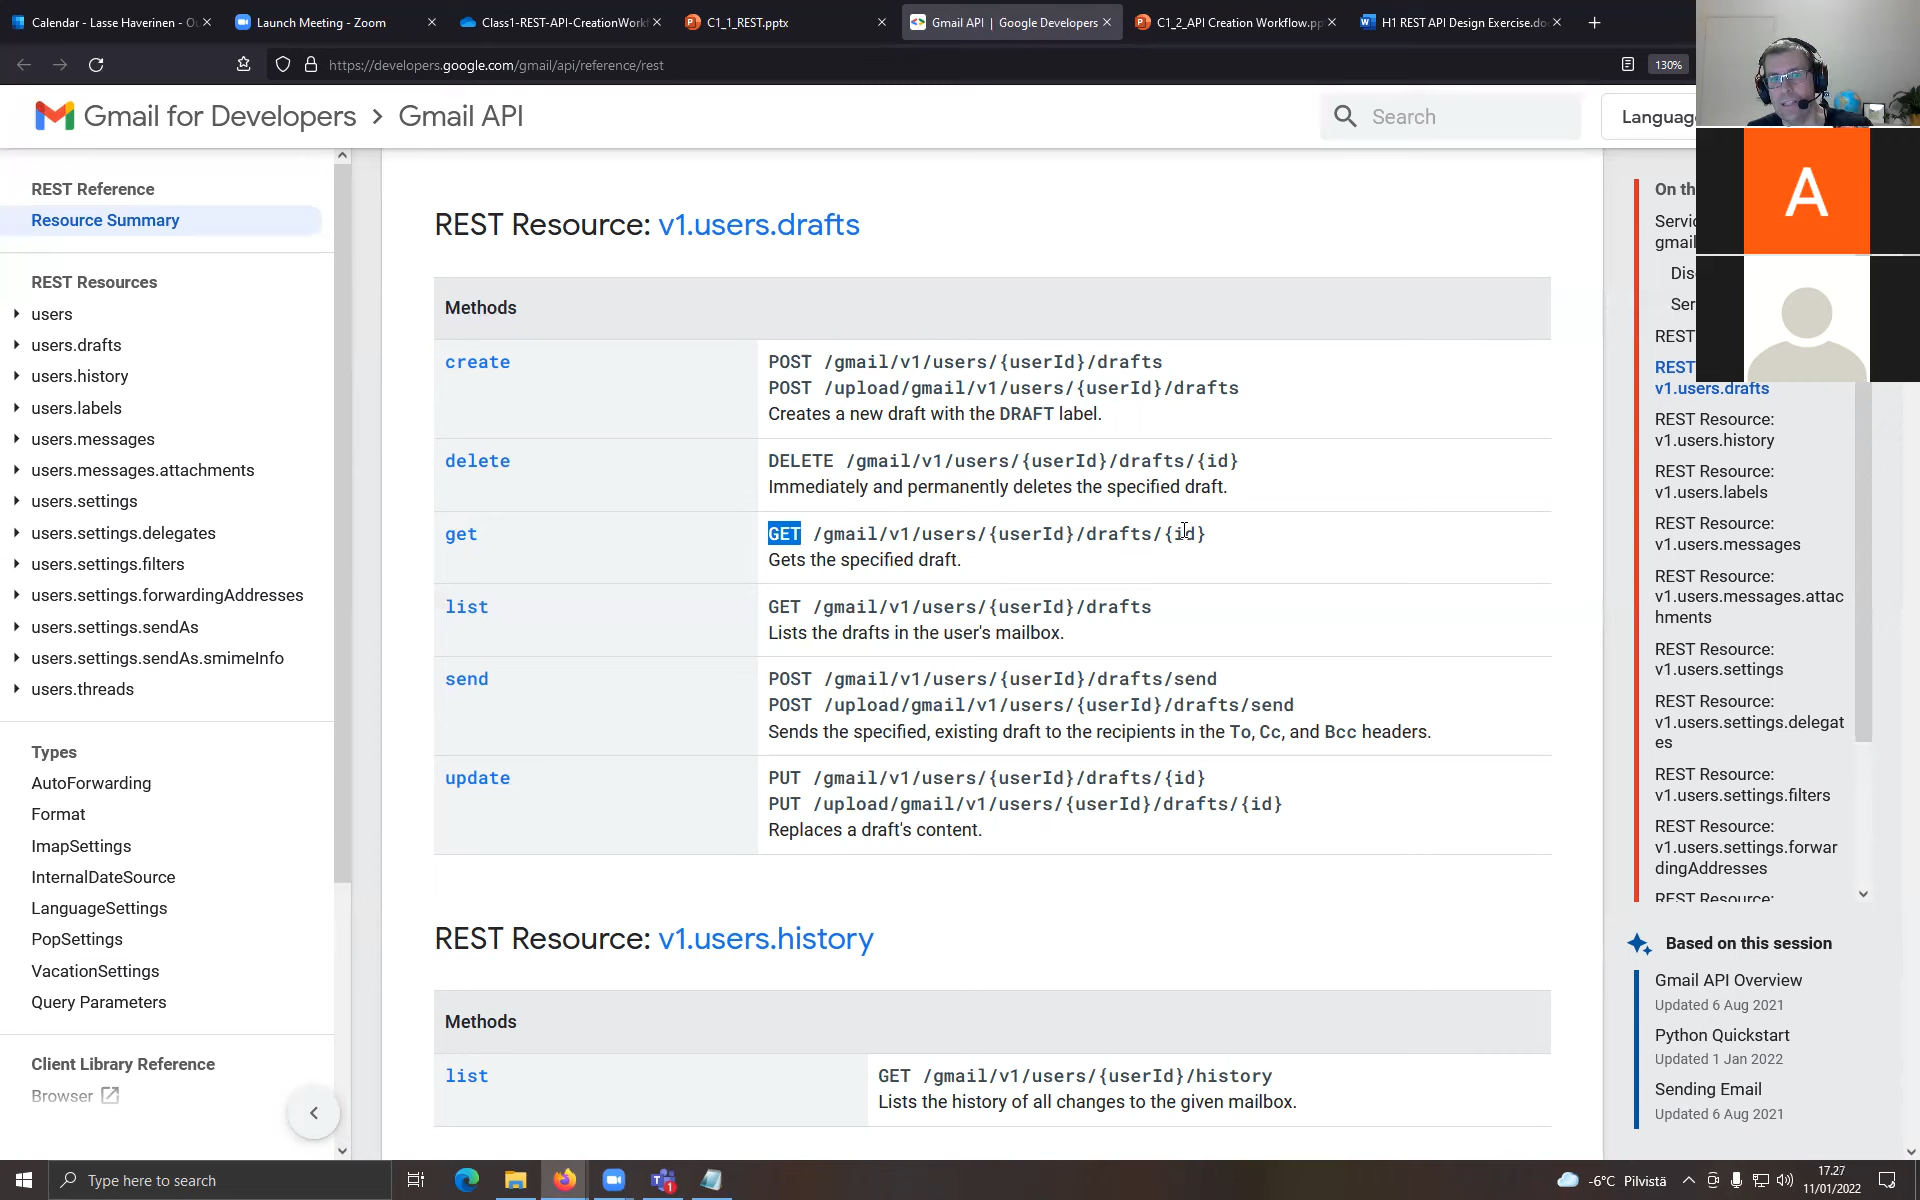 Calendar - Lasse Haverinen - Ou
Launch Meeting - Zoom
Class1-REST-API-CreationWorkf
C1_1_REST.pptx
Gmail API | Google Developers
C1_2_API Creation Workflow.pp
H1 REST API Design Exercise.do
https://developers.google.com/gmail/api/reference/rest
130%
Gmail for Developers > Gmail API
Search
Languag
REST Reference
Resource Summary
REST Resources
users
users.drafts
users.history
users.labels
users.messages
users.messages.attachments
users.settings
users.settings.delegates
users.settings.filters
users.settings.forwardingAddresses
users.settings.sendAs
users.settings.sendAs.smimeInfo
users.threads
Types
AutoForwarding
Format
ImapSettings
InternalDateSource
LanguageSettings
PopSettings
VacationSettings
Query Parameters
Client Library Reference
Browser
REST Resource: v1.users.drafts
Methods
create
POST /gmail/v1/users/{userId}/drafts
POST /upload/gmail/v1/users/{userId}/drafts
Creates a new draft with the DRAFT label.
delete
DELETE /gmail/v1/users/{userId}/drafts/{id}
Immediately and permanently deletes the specified draft.
get
GET /gmail/v1/users/{userId}/drafts/{id}
Gets the specified draft.
list
GET /gmail/v1/users/{userId}/drafts
Lists the drafts in the user's mailbox.
send
POST /gmail/v1/users/{userId}/drafts/send
POST /upload/gmail/v1/users/{userId}/drafts/send
Sends the specified, existing draft to the recipients in the To, Cc, and Bcc headers.
update
PUT /gmail/v1/users/{userId}/drafts/{id}
PUT /upload/gmail/v1/users/{userId}/drafts/{id}
Replaces a draft's content.
REST Resource: v1.users.history
Methods
list
GET /gmail/v1/users/{userId}/history
Lists the history of all changes to the given mailbox.
A
On th
Servic
gmail
Dis
Ser
REST
REST
v1.users.drafts
REST Resource:
v1.users.history
REST Resource:
v1.users.labels
REST Resource:
v1.users.messages
REST Resource:
v1.users.messages.attac
hments
REST Resource:
v1.users.settings
REST Resource:
v1.users.settings.delegat
es
REST Resource:
v1.users.settings.filters
REST Resource:
v1.users.settings.forwar
dingAddresses
REST Resource:
Based on this session
Gmail API Overview
Updated 6 Aug 2021
Python Quickstart
Updated 1 Jan 2022
Sending Email
Updated 6 Aug 2021
Type here to search
1
-6°C Pilvistä
17.27
11/01/2022